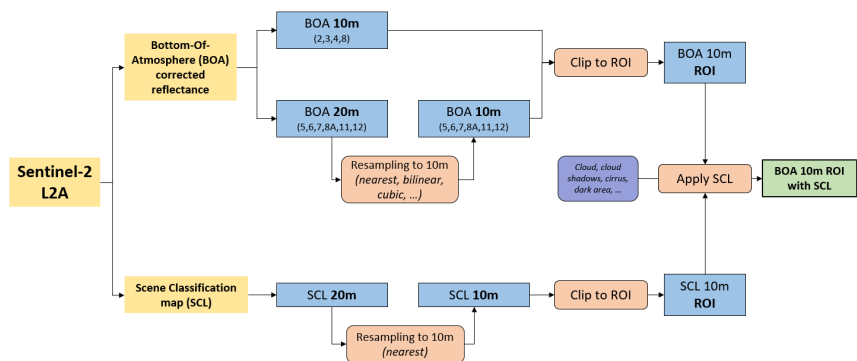 Sentinel-2
L2A
Bottom-Of-
Atmosphere (BOA)
corrected
reflectance
BOA 10m
(2,3,4,8)
BOA 20m
(5,6,7,8A,11,12)
Resampling to 10m
(nearest, bilinear,
cubic, ...)
BOA 10m
(5,6,7,8A,11,12)
Clip to ROI
BOA 10m
ROI
Cloud, cloud
shadows, cirrus,
dark area, ...
Apply SCL
BOA 10m ROI
with SCL
Scene Classification
map (SCL)
SCL 20m
Resampling to 10m
(nearest)
SCL 10m
Clip to ROI
SCL 10m
ROI